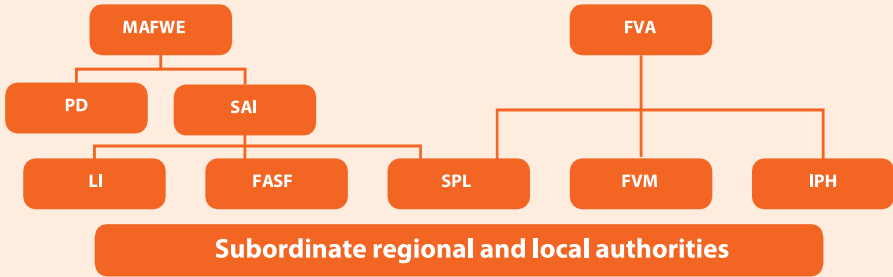 MAFWE
FVA
PD
SAI
LI
FASF
SPL
FVM
IPH
Subordinate regional and local authorities